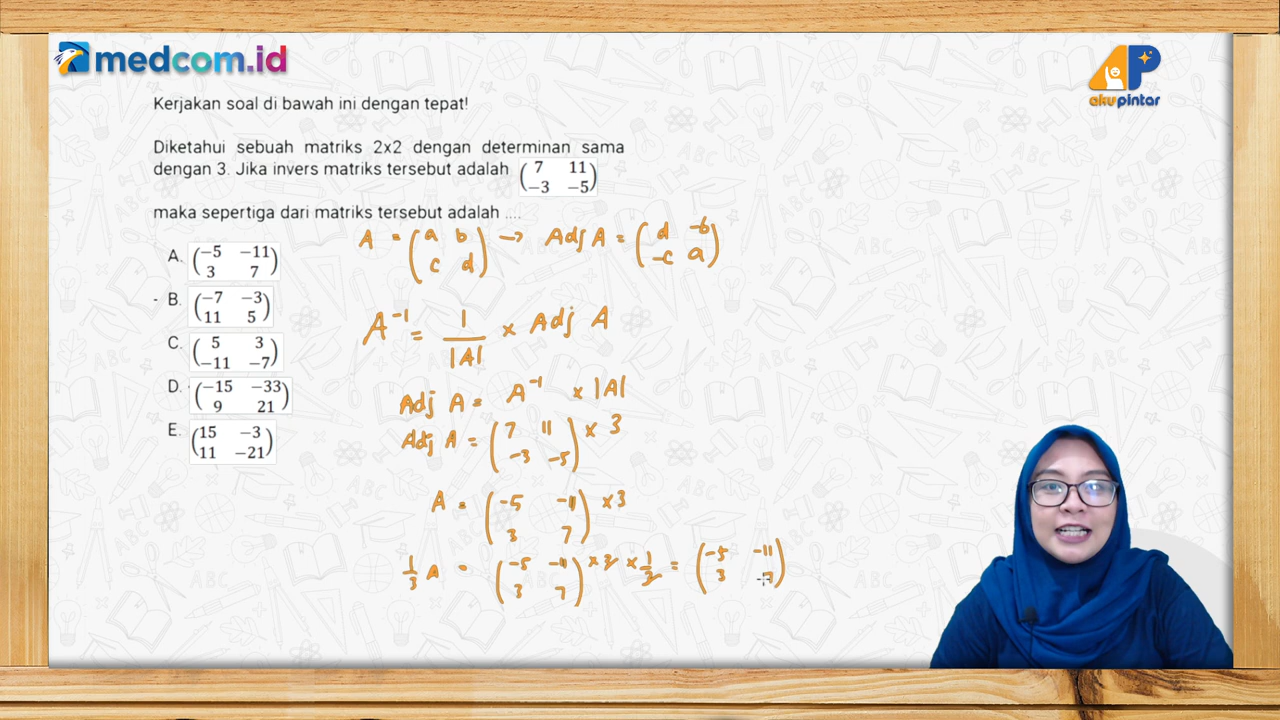 medcom.id
AP
akupintar
Kerjakan soal di bawah ini dengan tepat!
Diketahui sebuah matriks 2x2 dengan determinan sama
dengan 3. Jika invers matriks tersebut adalah (7 11
−3 −5)
maka sepertiga dari matriks tersebut adalah ....
A. (−5 −11
3 7)
- B. (−7 −3
11 5)
C. (5 3
−11 −7)
D. (−15 −33
9 21)
E. (15 −3
11 −21)
A = (a b
c d) → Adj A = (d -b
-c a)
A⁻¹ = 1/|A| × Adj A
Adj A = A⁻¹ × |A|
Adj A = (7 11
-3 -5) × 3
A = (-5 -11
3 7) ×3
1/3 A = (-5 -11
3 7) ×3 × 1/3 = (-5 -11
3 7)